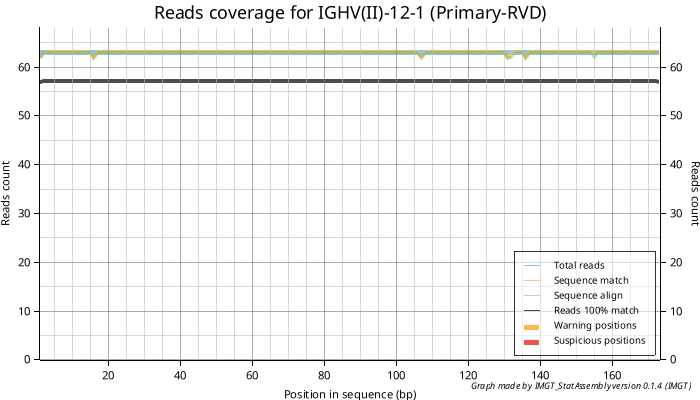 Reads coverage for IGHV(II)-12-1 (Primary-RVD)
Reads count
60
50
40
30
20
10
0
60
50
40
30
20
10
0
Reads count
Total reads
Sequence match
Sequence align
Reads 100% match
Warning positions
Suspicious positions
20
40
60
80
100
120
140
160
Position in sequence (bp)
Graph made by IMGT_StatAssembly version 0.1.4 (IMGT)